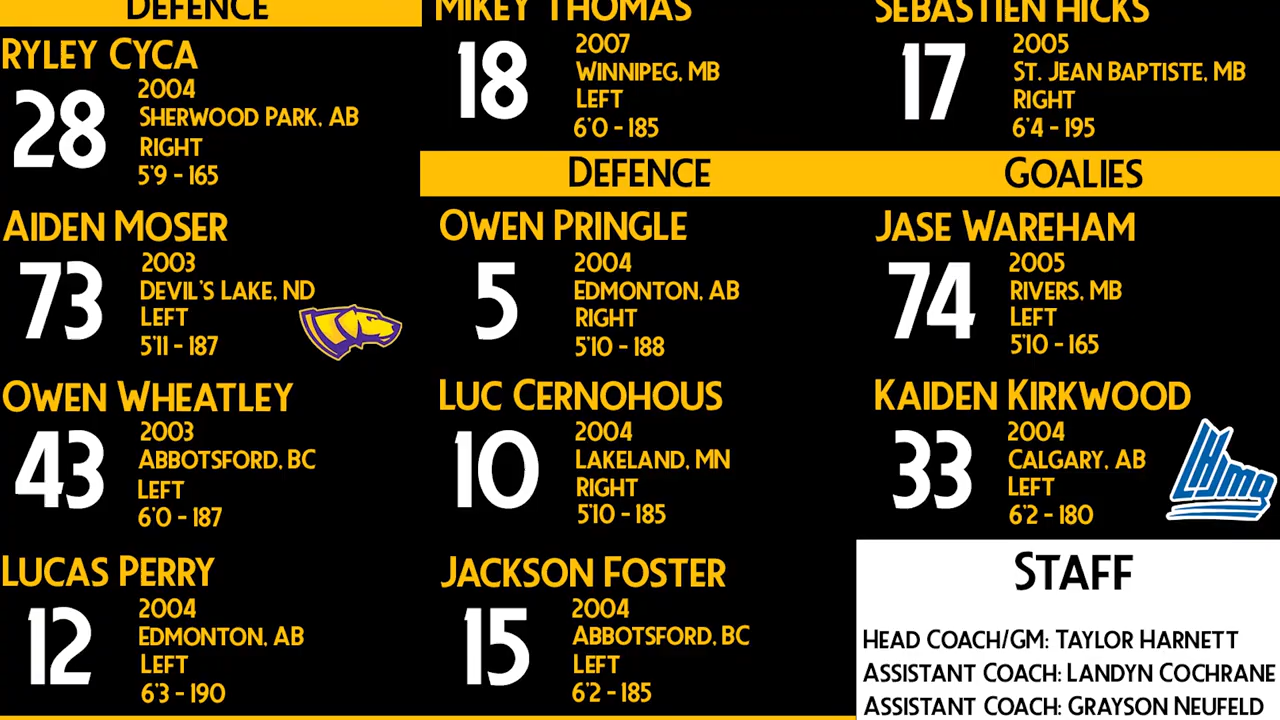 DEFENCE
RYLEY CYCA
28
2004
SHERWOOD PARK, AB
RIGHT
5'9 - 165
AIDEN MOSER
73
2003
DEVIL'S LAKE, ND
LEFT
5'11 - 187
OWEN WHEATLEY
43
2003
ABBOTSFORD, BC
LEFT
6'0 - 187
LUCAS PERRY
12
2004
EDMONTON, AB
LEFT
6'3 - 190
MIKEY THOMAS
18
2007
WINNIPEG, MB
LEFT
6'0 - 185
DEFENCE
OWEN PRINGLE
5
2004
EDMONTON, AB
RIGHT
5'10 - 188
LUC CERNOHOUS
10
2004
LAKELAND, MN
RIGHT
5'10 - 185
JACKSON FOSTER
15
2004
ABBOTSFORD, BC
LEFT
6'2 - 185
SEBASTIEN HICKS
17
2005
ST. JEAN BAPTISTE, MB
RIGHT
6'4 - 195
GOALIES
JASE WAREHAM
74
2005
RIVERS, MB
LEFT
5'10 - 165
KAIDEN KIRKWOOD
33
2004
CALGARY, AB
LEFT
6'2 - 180
LHJMQ
STAFF
HEAD COACH/GM: TAYLOR HARNETT
ASSISTANT COACH: LANDYN COCHRANE
ASSISTANT COACH: GRAYSON NEUFELD